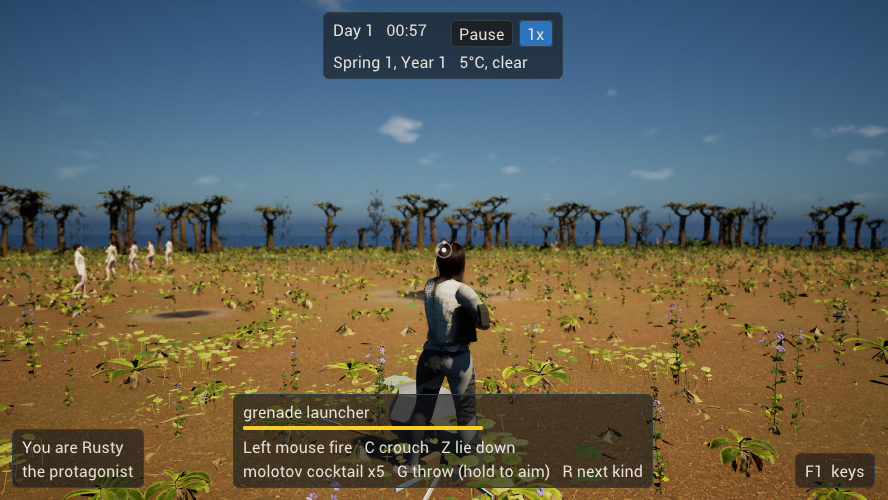 Day 1 00:57 Pause 1x
Spring 1, Year 1 5°C, clear
grenade launcher
Left mouse fire C crouch Z lie down
molotov cocktail x5 G throw (hold to aim) R next kind
You are Rusty
the protagonist
F1 keys